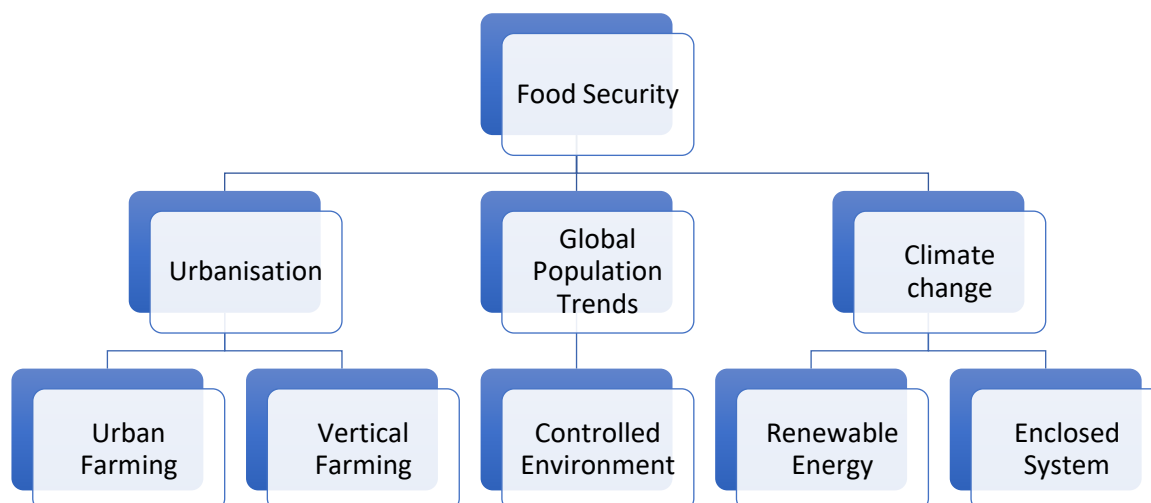 Food Security
Urbanisation
Global
Population
Trends
Climate
change
Urban
Farming
Vertical
Farming
Controlled
Environment
Renewable
Energy
Enclosed
System